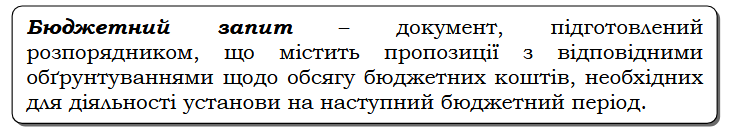 Бюджетний запит – документ, підготовлений
розпорядником, що містить пропозиції з відповідними
обґрунтуваннями щодо обсягу бюджетних коштів, необхідних
для діяльності установи на наступний бюджетний період.